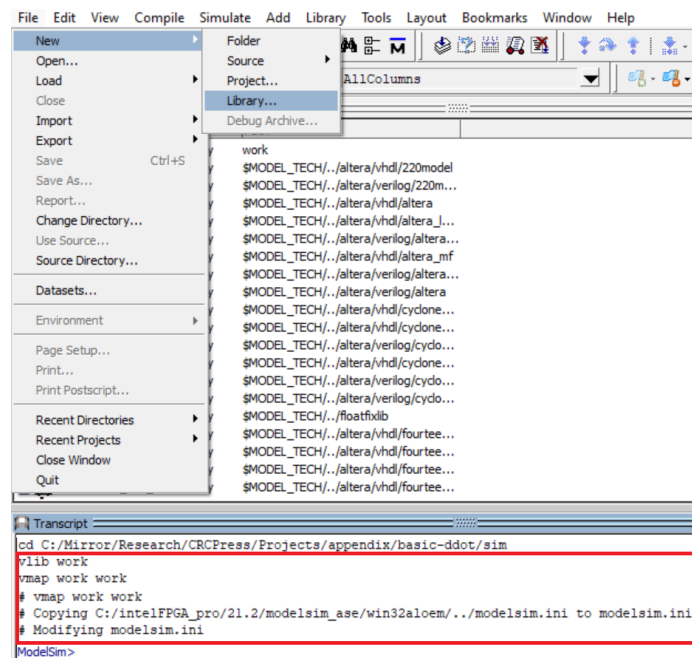 File Edit View Compile Simulate Add Library Tools Layout Bookmarks Window Help
New
Folder
Open...
Source
Load
Project...
AllColumns
Close
Library...
Import
Debug Archive...
Export
work
Save Ctrl+S
$MODEL_TECH/../altera/vhdl/220model
Save As...
$MODEL_TECH/../altera/verilog/220m...
Report...
$MODEL_TECH/../altera/vhdl/altera
Change Directory...
$MODEL_TECH/../altera/vhdl/altera_l...
Use Source...
$MODEL_TECH/../altera/verilog/altera...
Source Directory...
$MODEL_TECH/../altera/vhdl/altera_mf
$MODEL_TECH/../altera/verilog/altera...
Datasets...
$MODEL_TECH/../altera/verilog/altera
$MODEL_TECH/../altera/vhdl/cyclone...
Environment
$MODEL_TECH/../altera/vhdl/cyclone...
$MODEL_TECH/../altera/verilog/cyclo...
Page Setup...
$MODEL_TECH/../altera/vhdl/cyclone...
Print...
$MODEL_TECH/../altera/verilog/cyclo...
Print Postscript...
$MODEL_TECH/../altera/verilog/cyclo...
$MODEL_TECH/../floatfixlib
Recent Directories
$MODEL_TECH/../altera/vhdl/fourtee...
Recent Projects
$MODEL_TECH/../altera/vhdl/fourtee...
Close Window
$MODEL_TECH/../altera/vhdl/fourtee...
Quit
$MODEL_TECH/../altera/vhdl/fourtee...
Transcript
cd C:/Mirror/Research/CRCPress/Projects/appendix/basic-ddot/sim
vlib work
vmap work work
# vmap work work
# Copying C:/intelFPGA_pro/21.2/modelsim_ase/win32aloem/../modelsim.ini to modelsim.ini
# Modifying modelsim.ini
ModelSim>